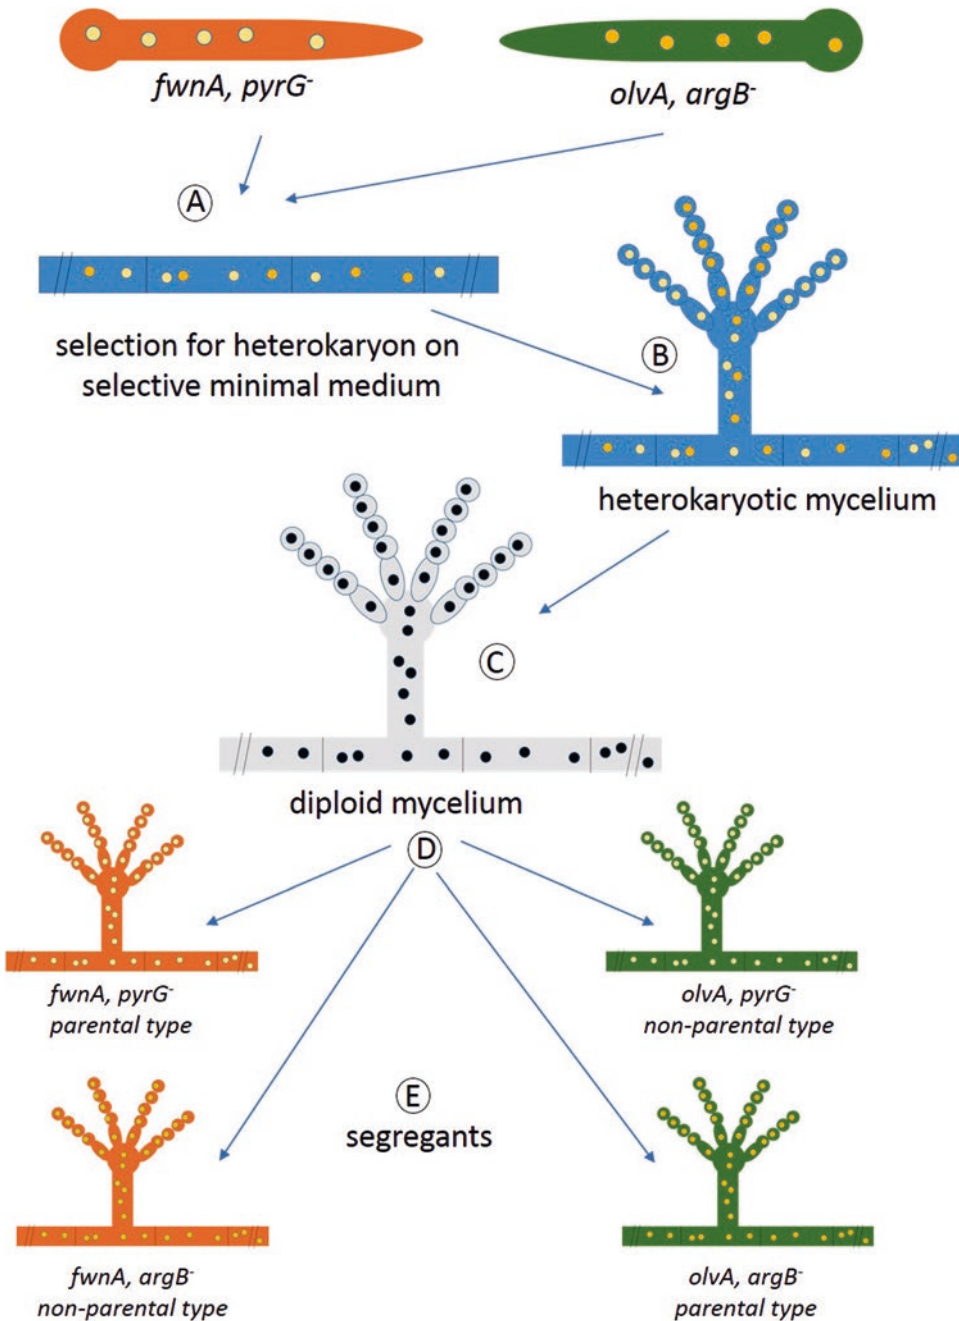 fwnA, pyrG-
olvA, argB-
A
selection for heterokaryon on
selective minimal medium
B
heterokaryotic mycelium
C
diploid mycelium
D
fwnA, pyrG-
parental type
olvA, pyrG-
non-parental type
E
segregants
fwnA, argB-
non-parental type
olvA, argB-
parental type